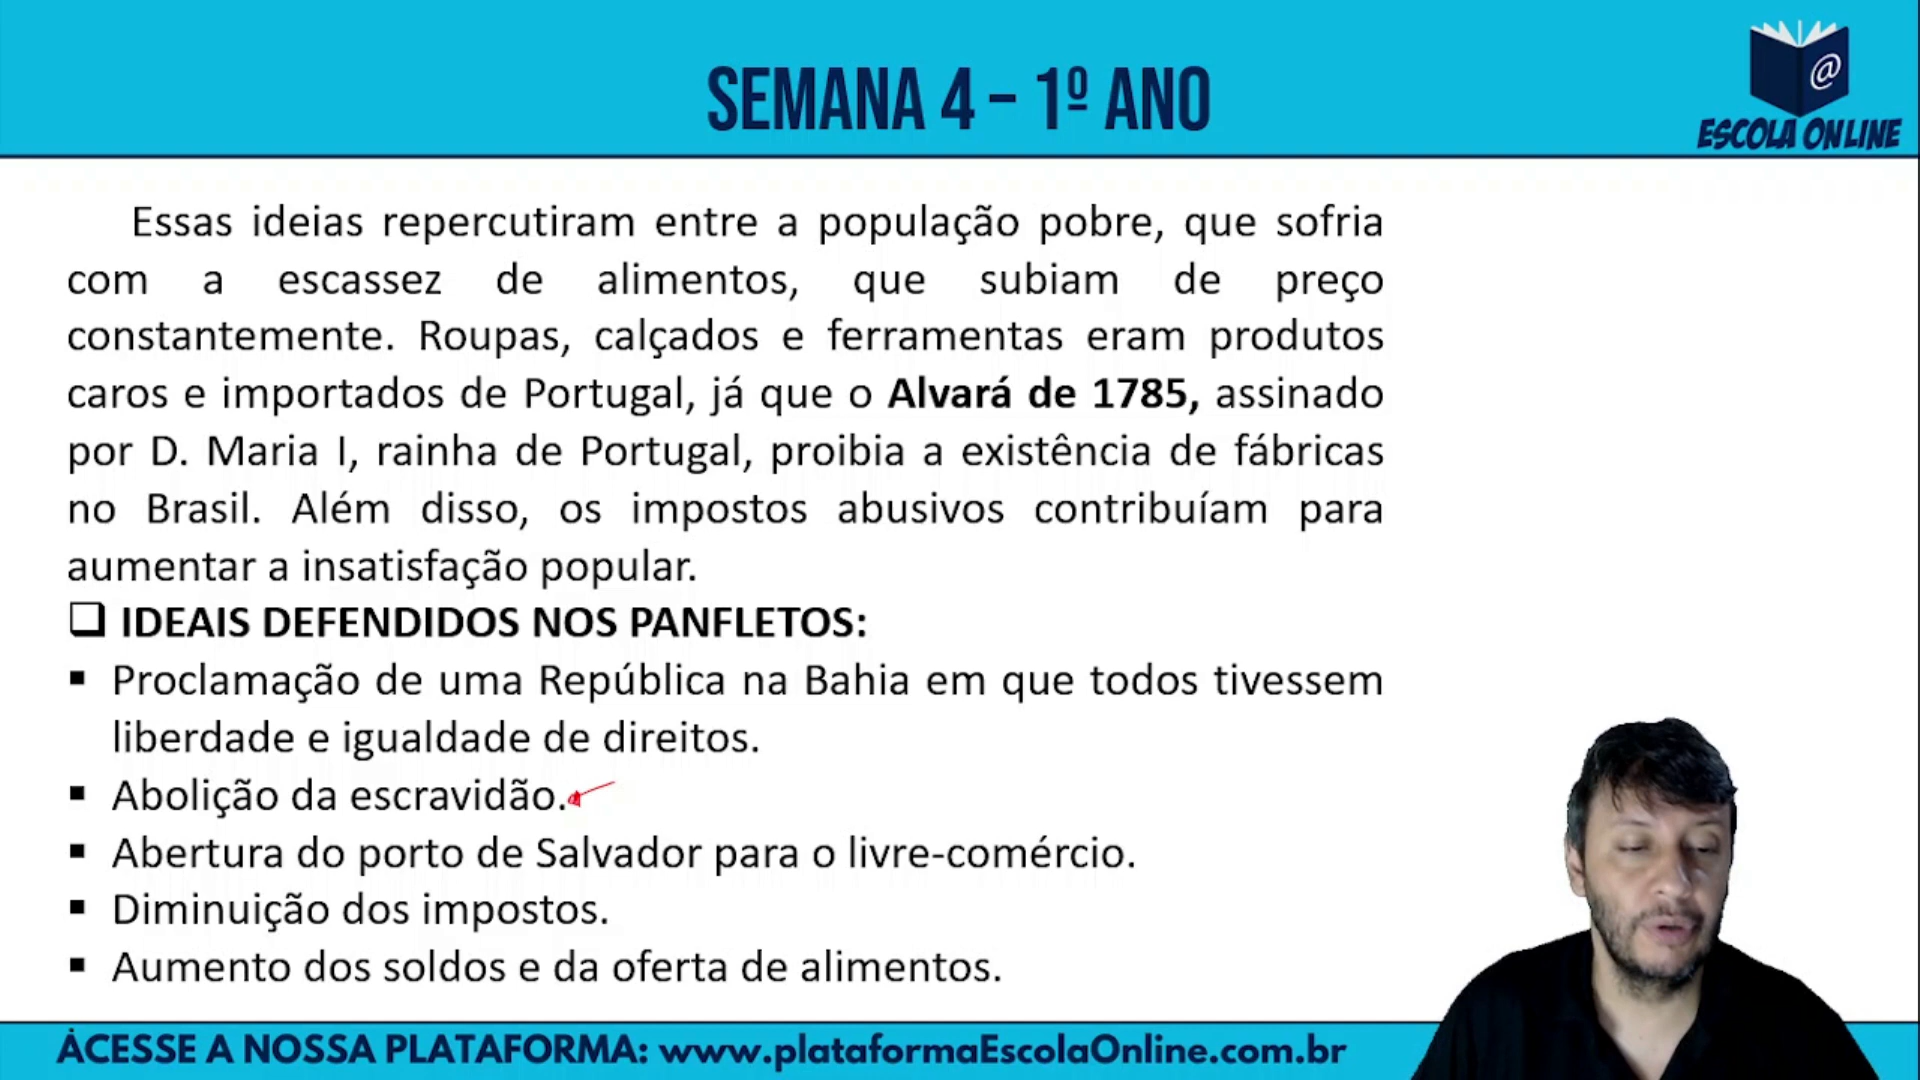 SEMANA 4 – 1º ANO
@
ESCOLA ONLINE
Essas ideias repercutiram entre a população pobre, que sofria
com a escassez de alimentos, que subiam de preço
constantemente. Roupas, calçados e ferramentas eram produtos
caros e importados de Portugal, já que o Alvará de 1785, assinado
por D. Maria I, rainha de Portugal, proibia a existência de fábricas
no Brasil. Além disso, os impostos abusivos contribuíam para
aumentar a insatisfação popular.
❑ IDEAIS DEFENDIDOS NOS PANFLETOS:
▪ Proclamação de uma República na Bahia em que todos tivessem
liberdade e igualdade de direitos.
▪ Abolição da escravidão.
▪ Abertura do porto de Salvador para o livre-comércio.
▪ Diminuição dos impostos.
▪ Aumento dos soldos e da oferta de alimentos.
ACESSE A NOSSA PLATAFORMA: www.plataformaEscolaOnline.com.br